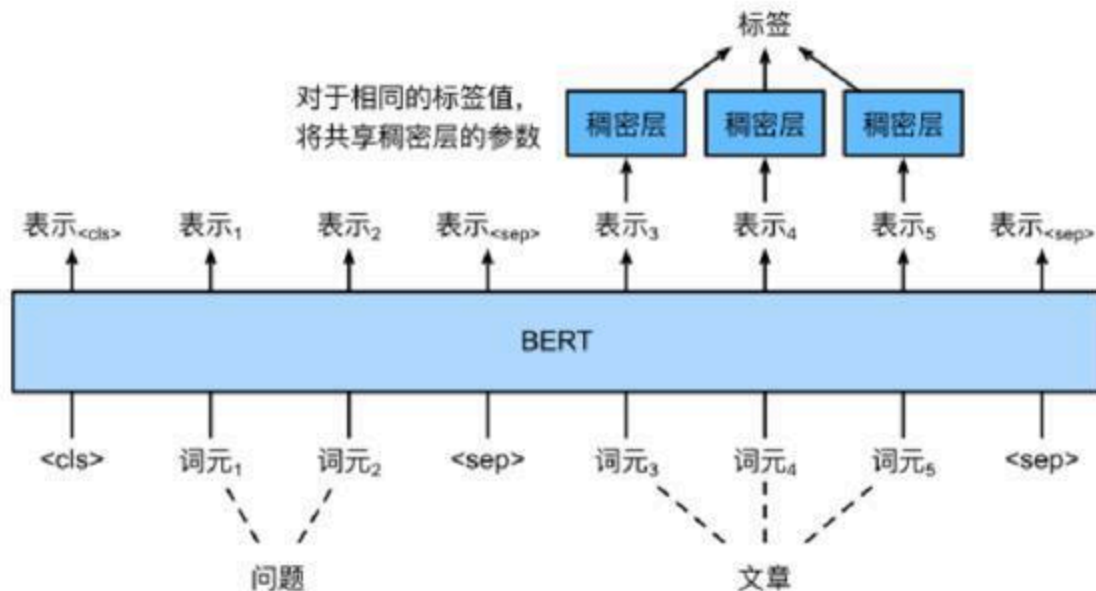 标签
对于相同的标签值，
将共享稠密层的参数
稠密层 稠密层 稠密层
表示<cls> 表示1 表示2 表示<sep> 表示3 表示4 表示5 表示<sep>
BERT
<cls> 词元1 词元2 <sep> 词元3 词元4 词元5 <sep>
问题 文章